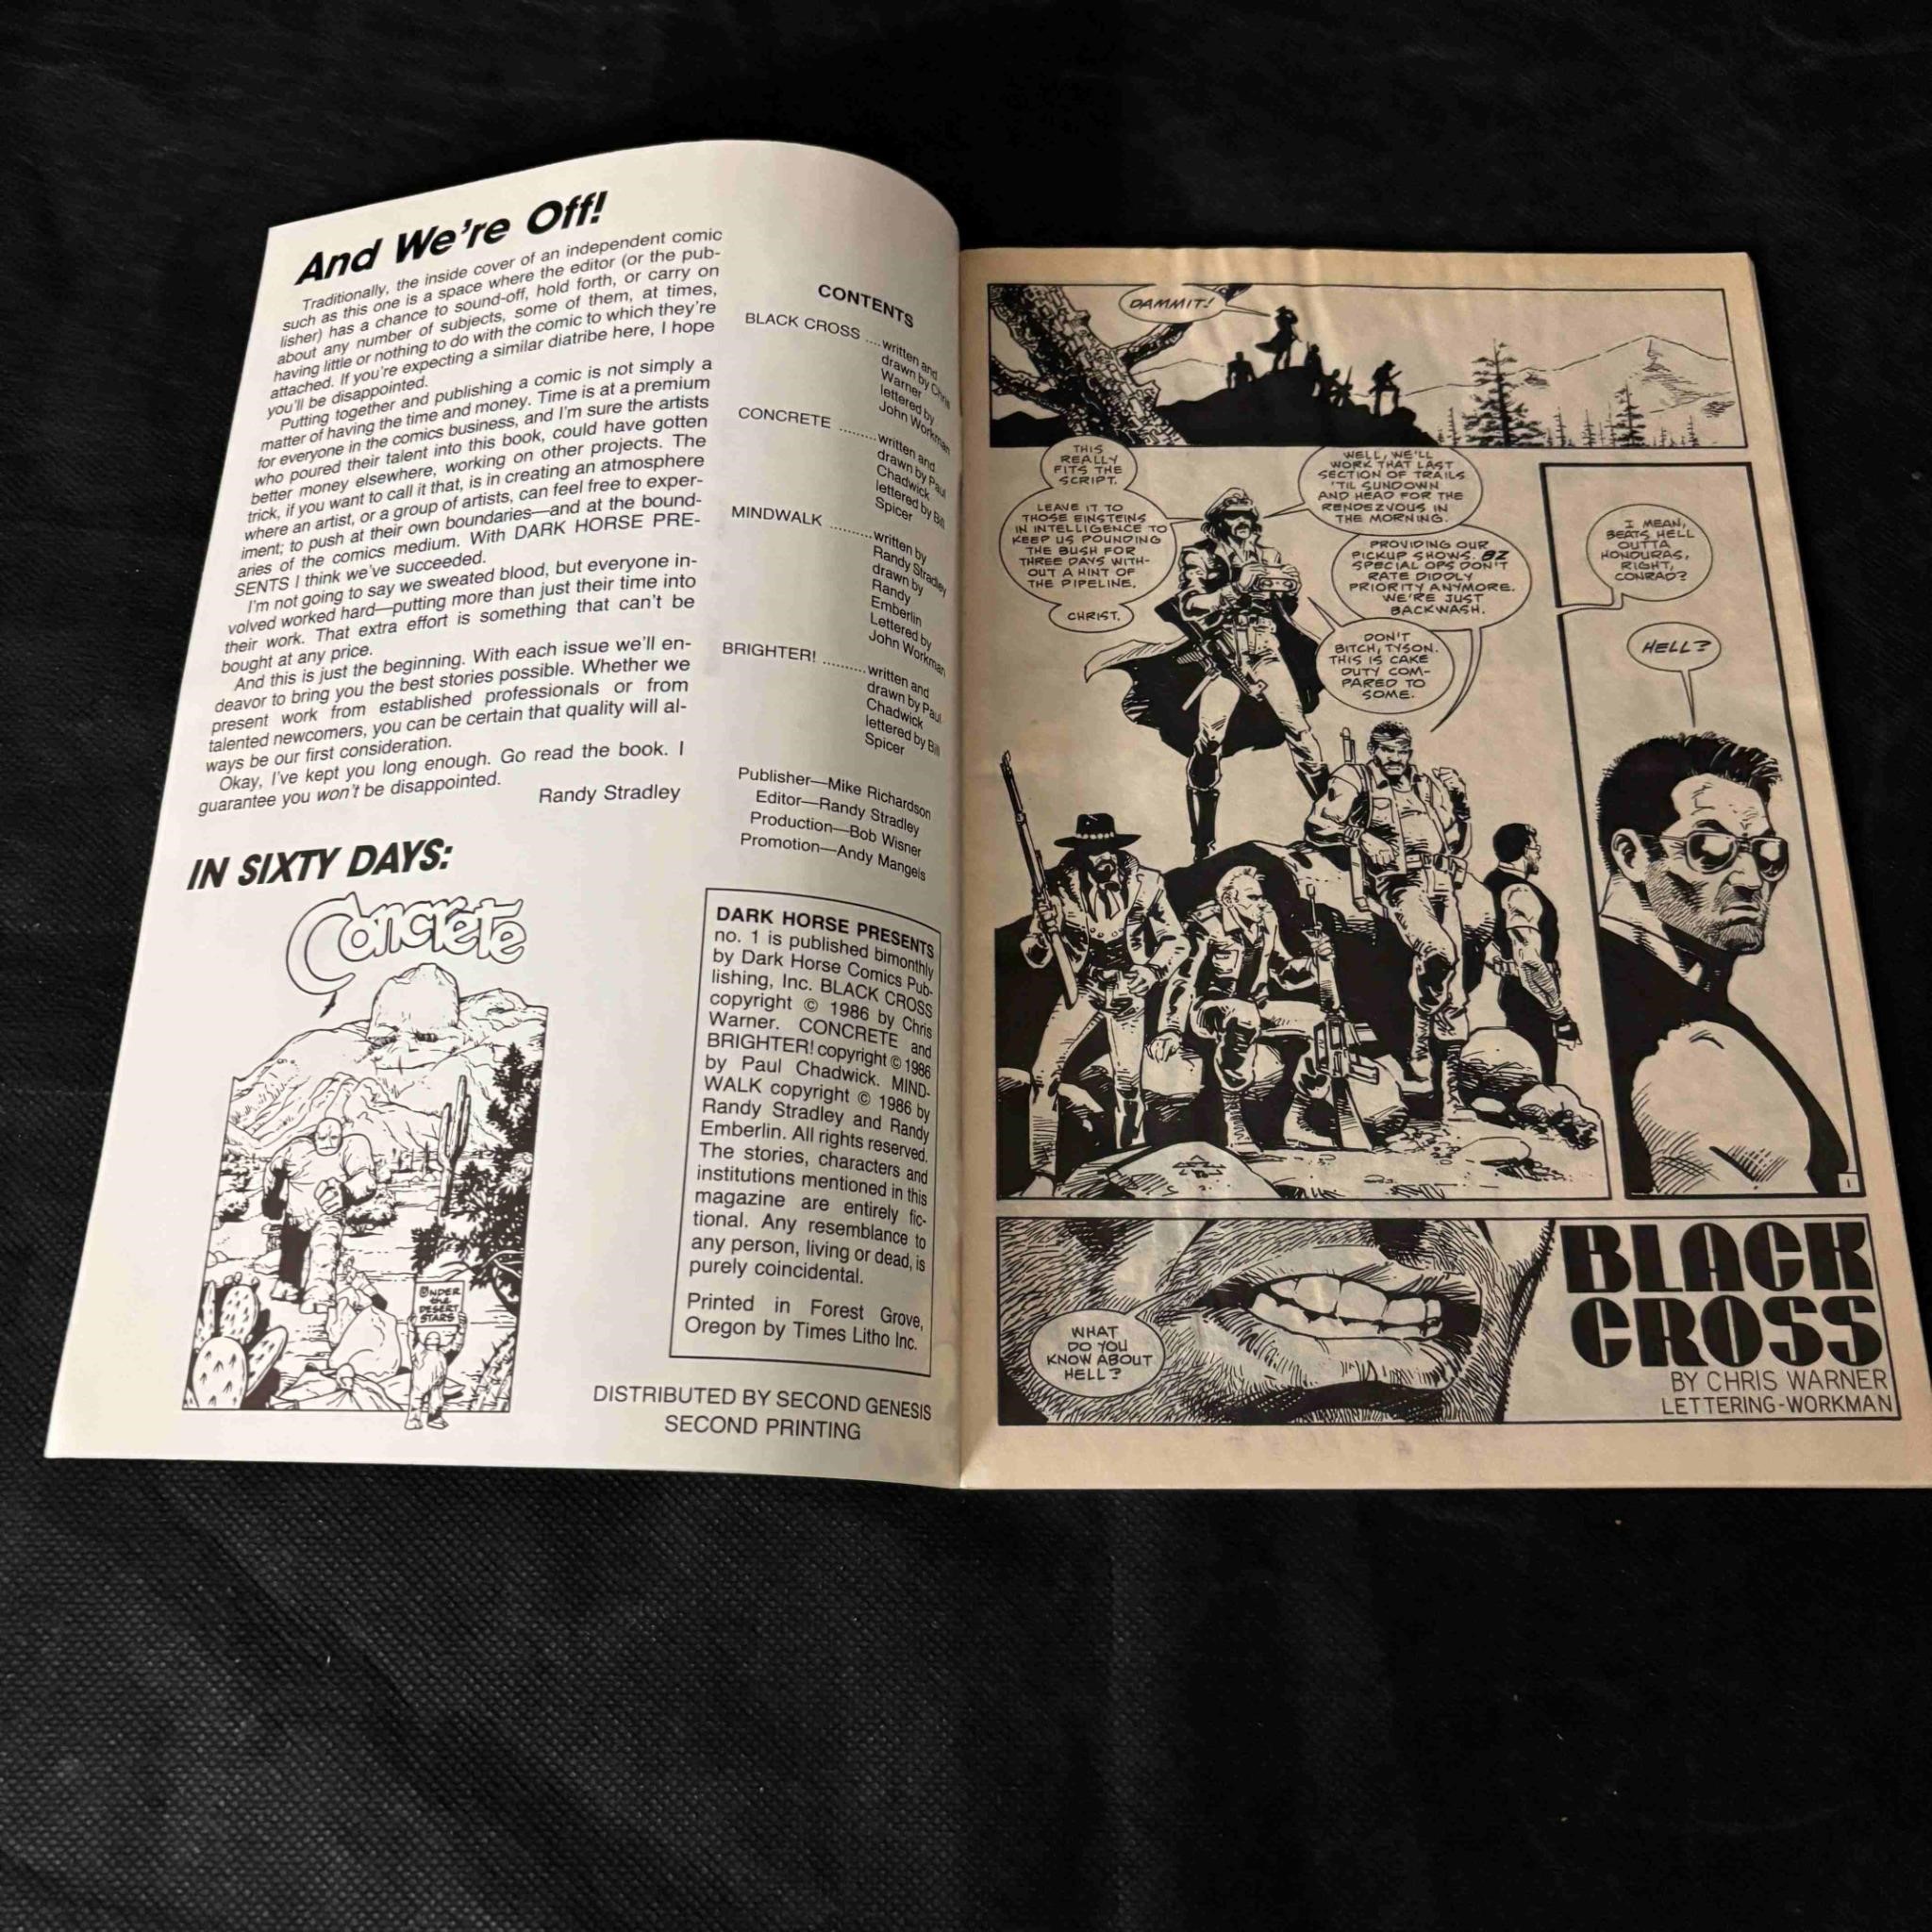 And We're Off!
Traditionally, the inside cover of an independent comic
such as this one is a space where the editor (or the pub-
lisher) has a chance to sound-off, hold forth, or carry on
about any number of subjects, some of them, at times,
having little or nothing to do with the comic to which they're
attached. If you're expecting a similar diatribe here, I hope
you'll be disappointed.
Putting together and publishing a comic is not simply a
matter of having the time and money. Time is at a premium
for everyone in the comics business, and I'm sure the artists
who poured their talent into this book, could have gotten
better money elsewhere, working on other projects. The
trick, if you want to call it that, is in creating an atmosphere
where an artist, or a group of artists, can feel free to exper-
iment; to push at their own boundaries—and at the bound-
aries of the comics medium. With DARK HORSE PRE-
SENTS I think we've succeeded.
I'm not going to say we sweated blood, but everyone in-
volved worked hard—putting more than just their time into
their work. That extra effort is something that can't be
bought at any price.
And this is just the beginning. With each issue we'll en-
deavor to bring you the best stories possible. Whether we
present work from established professionals or from
talented newcomers, you can be certain that quality will al-
ways be our first consideration.
Okay, I've kept you long enough. Go read the book. I
guarantee you won't be disappointed.
Randy Stradley
IN SIXTY DAYS:
Concrete
UNDER
the
DESERT
STARS
CONTENTS
BLACK CROSS ....written and
drawn by Chris
Warner
lettered by
John Workman
CONCRETE .........written and
drawn by Paul
Chadwick
lettered by Bill
Spicer
MINDWALK ..........written by
Randy Stradley
drawn by
Randy
Emberlin
Lettered by
John Workman
BRIGHTER! ..........written and
drawn by Paul
Chadwick
lettered by Bill
Spicer
Publisher—Mike Richardson
Editor—Randy Stradley
Production—Bob Wisner
Promotion—Andy Mangels
DARK HORSE PRESENTS
no. 1 is published bimonthly
by Dark Horse Comics Pub-
lishing, Inc. BLACK CROSS
copyright © 1986 by Chris
Warner. CONCRETE and
BRIGHTER! copyright © 1986
by Paul Chadwick. MIND-
WALK copyright © 1986 by
Randy Stradley and Randy
Emberlin. All rights reserved.
The stories, characters and
institutions mentioned in this
magazine are entirely fic-
tional. Any resemblance to
any person, living or dead, is
purely coincidental.
Printed in Forest Grove,
Oregon by Times Litho Inc.
DISTRIBUTED BY SECOND GENESIS
SECOND PRINTING
DAMMIT!
THIS
REALLY
FITS THE
SCRIPT.
LEAVE IT TO
THOSE EINSTEINS
IN INTELLIGENCE TO
KEEP US POUNDING
THE BUSH FOR
THREE DAYS WITH-
OUT A HINT OF
THE PIPELINE.
CHRIST.
WELL, WE'LL
WORK THAT LAST
SECTION OF TRAILS
'TIL SUNDOWN
AND HEAD FOR THE
RENDEZVOUS IN
THE MORNING.
PROVIDING OUR
PICKUP SHOWS. BZ
SPECIAL OPS DON'T
RATE DIDDLY
PRIORITY ANYMORE.
WE'RE JUST
BACKWASH.
DON'T
BITCH, TYSON.
THIS IS CAKE
DUTY COM-
PARED TO
SOME.
I MEAN,
BEATS HELL
OUTTA
HONDURAS,
RIGHT,
CONRAD?
HELL?
1
WHAT
DO YOU
KNOW ABOUT
HELL?
BLACK
CROSS
BY CHRIS WARNER
LETTERING-WORKMAN